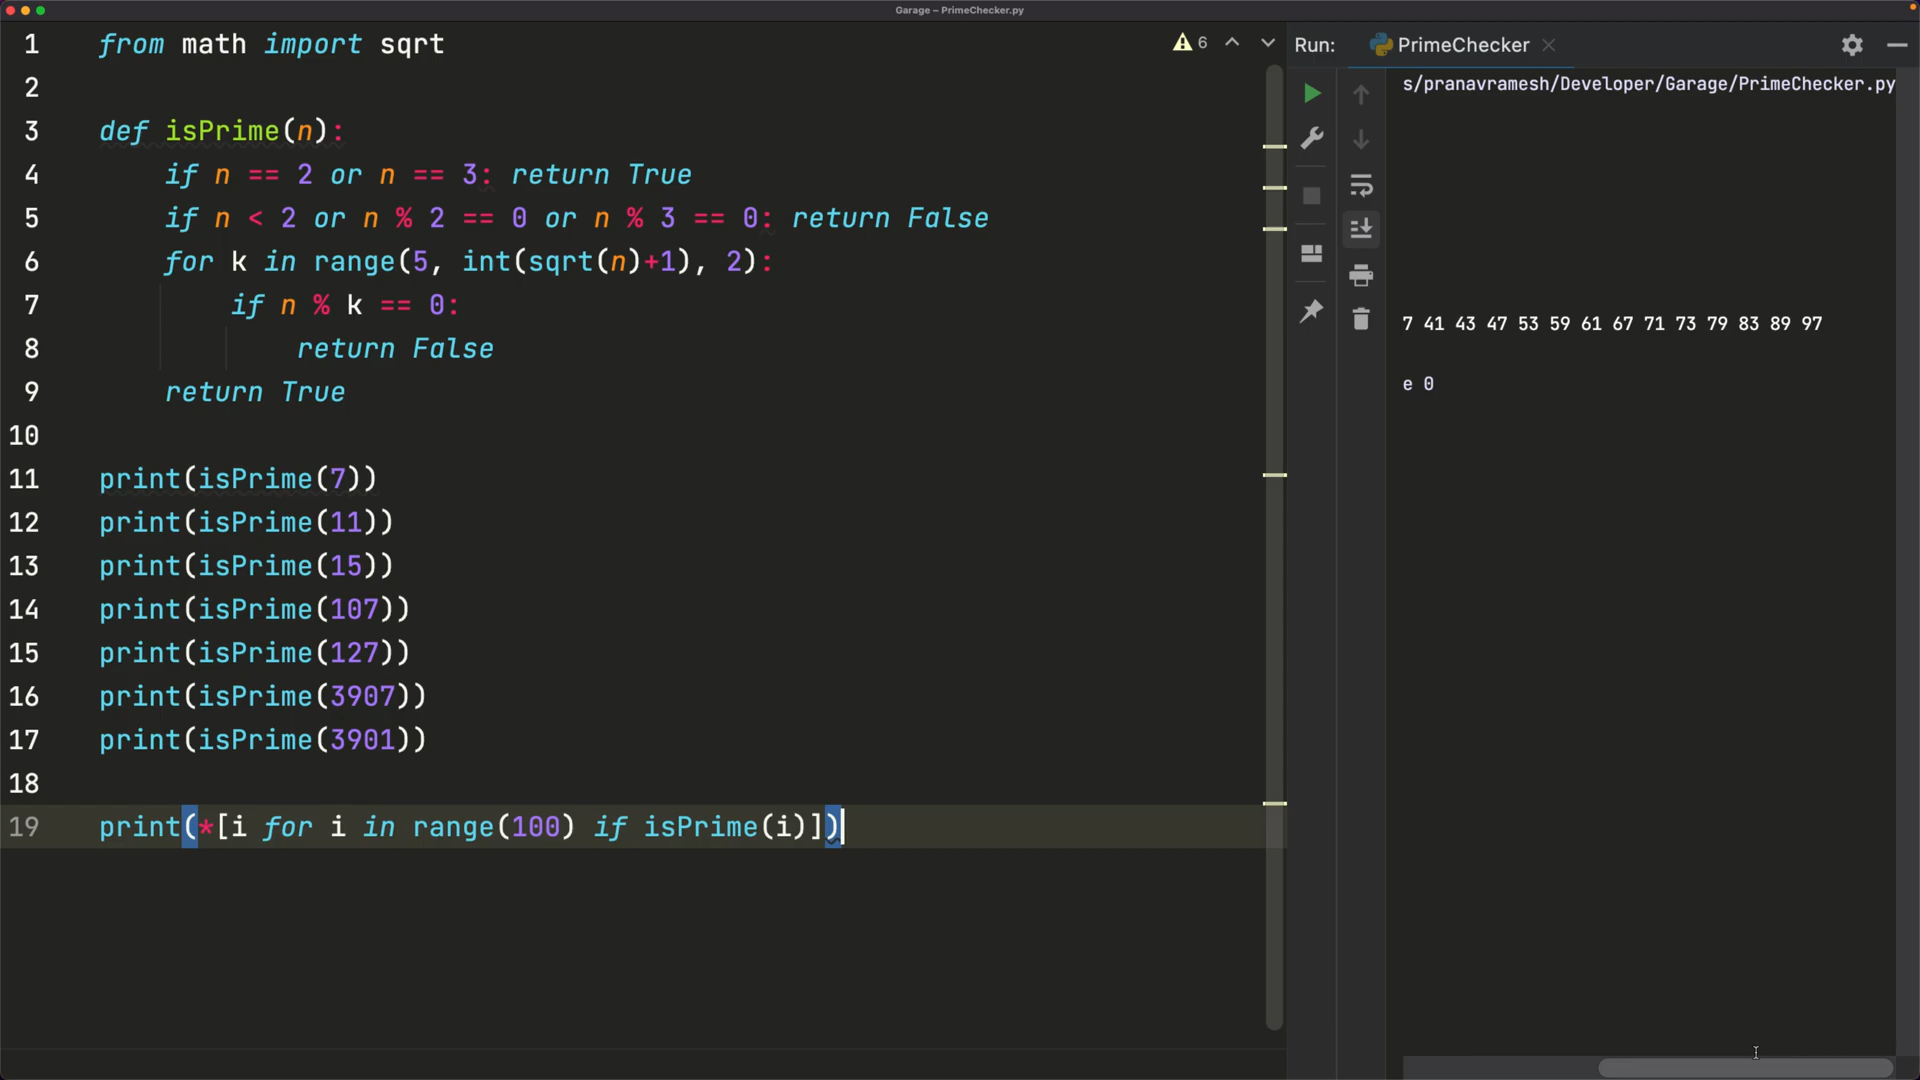 Garage – PrimeChecker.py
1 from math import sqrt
2
3 def isPrime(n):
4 if n == 2 or n == 3: return True
5 if n < 2 or n % 2 == 0 or n % 3 == 0: return False
6 for k in range(5, int(sqrt(n)+1), 2):
7 if n % k == 0:
8 return False
9 return True
10
11 print(isPrime(7))
12 print(isPrime(11))
13 print(isPrime(15))
14 print(isPrime(107))
15 print(isPrime(127))
16 print(isPrime(3907))
17 print(isPrime(3901))
18
19 print(*[i for i in range(100) if isPrime(i)])
6
Run: PrimeChecker
s/pranavramesh/Developer/Garage/PrimeChecker.py
7 41 43 47 53 59 61 67 71 73 79 83 89 97
e 0